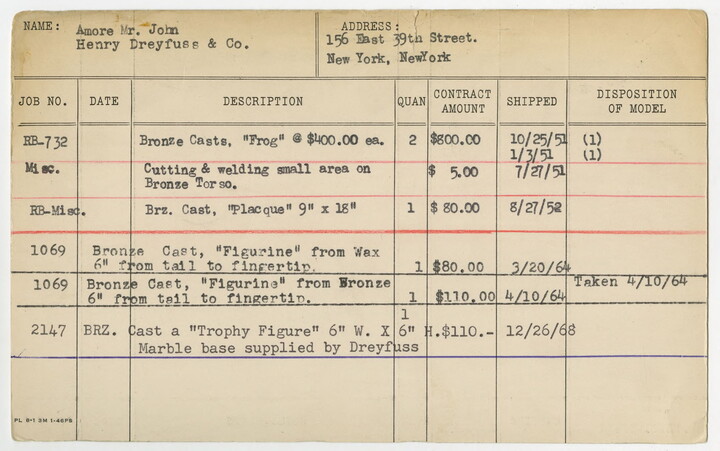 NAME: Amore Mr. John
Henry Dreyfuss & Co.
ADDRESS:
156 East 39th Street.
New York, NewYork
JOB NO. DATE DESCRIPTION QUAN CONTRACT AMOUNT SHIPPED DISPOSITION OF MODEL
RB-732 Bronze Casts, "Frog" @ $400.00 ea. 2 $800.00 10/25/51 (1)
1/3/51 (1)
Misc. Cutting & welding small area on $ 5.00 7/27/51
Bronze Torso.
RB-Misc. Brz. Cast, "Placque" 9" x 18" 1 $ 80.00 8/27/52
1069 Bronze Cast, "Figurine" from Wax
6" from tail to fingertip. 1 $80.00 3/20/64
1069 Bronze Cast, "Figurine" from Bronze Taken 4/10/64
6" from tail to fingertip. 1 $110.00 4/10/64
1
2147 BRZ. Cast a "Trophy Figure" 6" W. X 6" H. $110.- 12/26/68
Marble base supplied by Dreyfuss
PL 9-1 3M 1-46PB